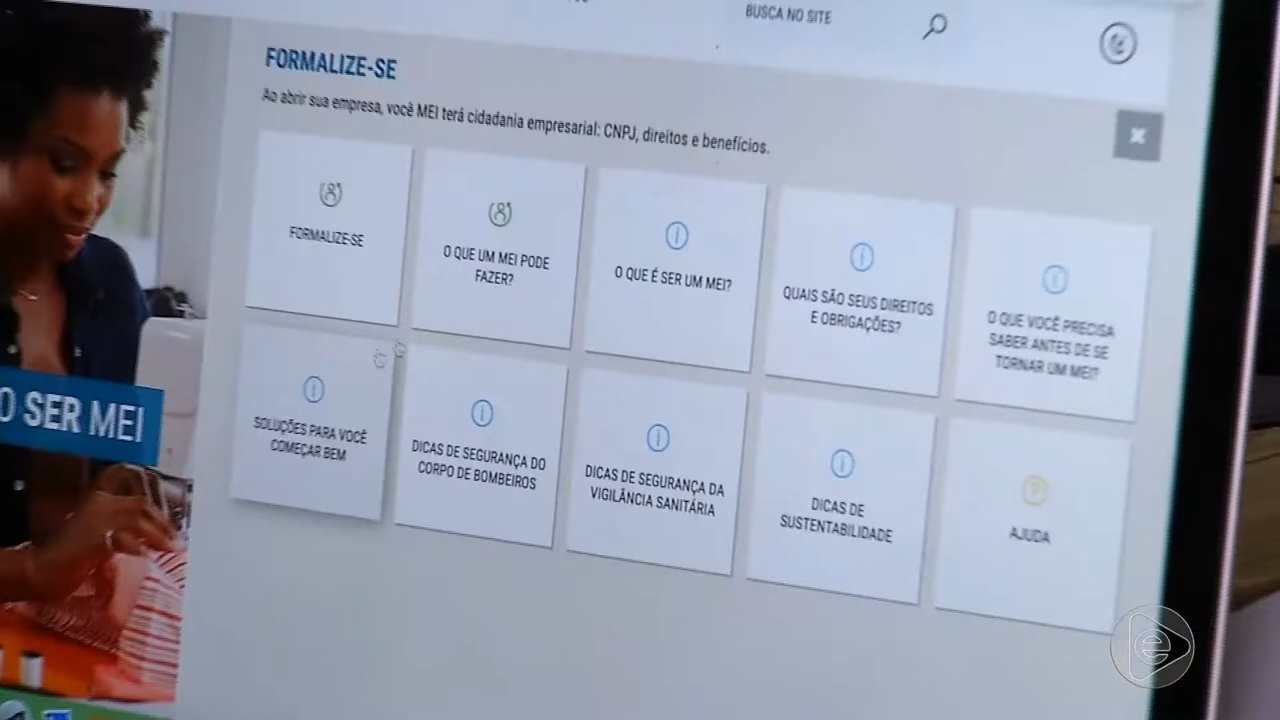 BUSCA NO SITE
FORMALIZE-SE
Ao abrir sua empresa, você MEI terá cidadania empresarial: CNPJ, direitos e benefícios.
FORMALIZE-SE
O QUE UM MEI PODE
FAZER?
O QUE É SER UM MEI?
QUAIS SÃO SEUS DIREITOS
E OBRIGAÇÕES?
O QUE VOCÊ PRECISA
SABER ANTES DE SE
TORNAR UM MEI?
SOLUÇÕES PARA VOCÊ
COMEÇAR BEM
DICAS DE SEGURANÇA DO
CORPO DE BOMBEIROS
DICAS DE SEGURANÇA DA
VIGILÂNCIA SANITÁRIA
DICAS DE
SUSTENTABILIDADE
AJUDA
O SER MEI
e